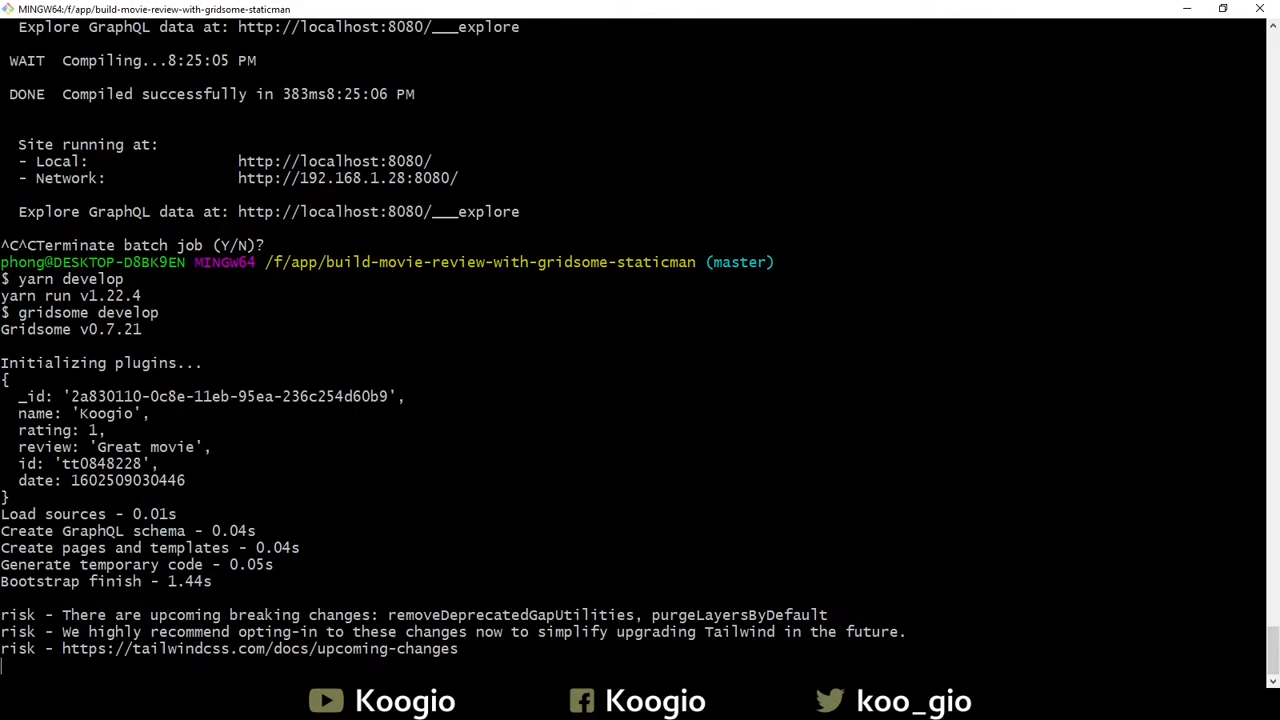 MINGW64:/f/app/build-movie-review-with-gridsome-staticman
Explore GraphQL data at: http://localhost:8080/___explore
WAIT  Compiling...8:25:05 PM
DONE  Compiled successfully in 383ms8:25:06 PM
Site running at:
- Local:             http://localhost:8080/
- Network:           http://192.168.1.28:8080/
Explore GraphQL data at: http://localhost:8080/___explore
^C^CTerminate batch job (Y/N)?
phong@DESKTOP-D8BK9EN MINGW64 /f/app/build-movie-review-with-gridsome-staticman (master)
$ yarn develop
yarn run v1.22.4
$ gridsome develop
Gridsome v0.7.21
Initializing plugins...
{
  _id: '2a830110-0c8e-11eb-95ea-236c254d60b9',
  name: 'Koogio',
  rating: 1,
  review: 'Great movie',
  id: 'tt0848228',
  date: 1602509030446
}
Load sources - 0.01s
Create GraphQL schema - 0.04s
Create pages and templates - 0.04s
Generate temporary code - 0.05s
Bootstrap finish - 1.44s
risk - There are upcoming breaking changes: removeDeprecatedGapUtilities, purgeLayersByDefault
risk - We highly recommend opting-in to these changes now to simplify upgrading Tailwind in the future.
risk - https://tailwindcss.com/docs/upcoming-changes
Koogio Koogio koo_gio